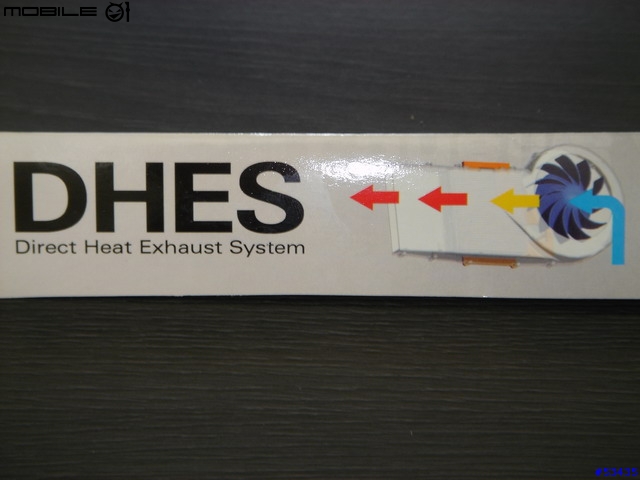 MOBILE 01
DHES
Direct Heat Exhaust System